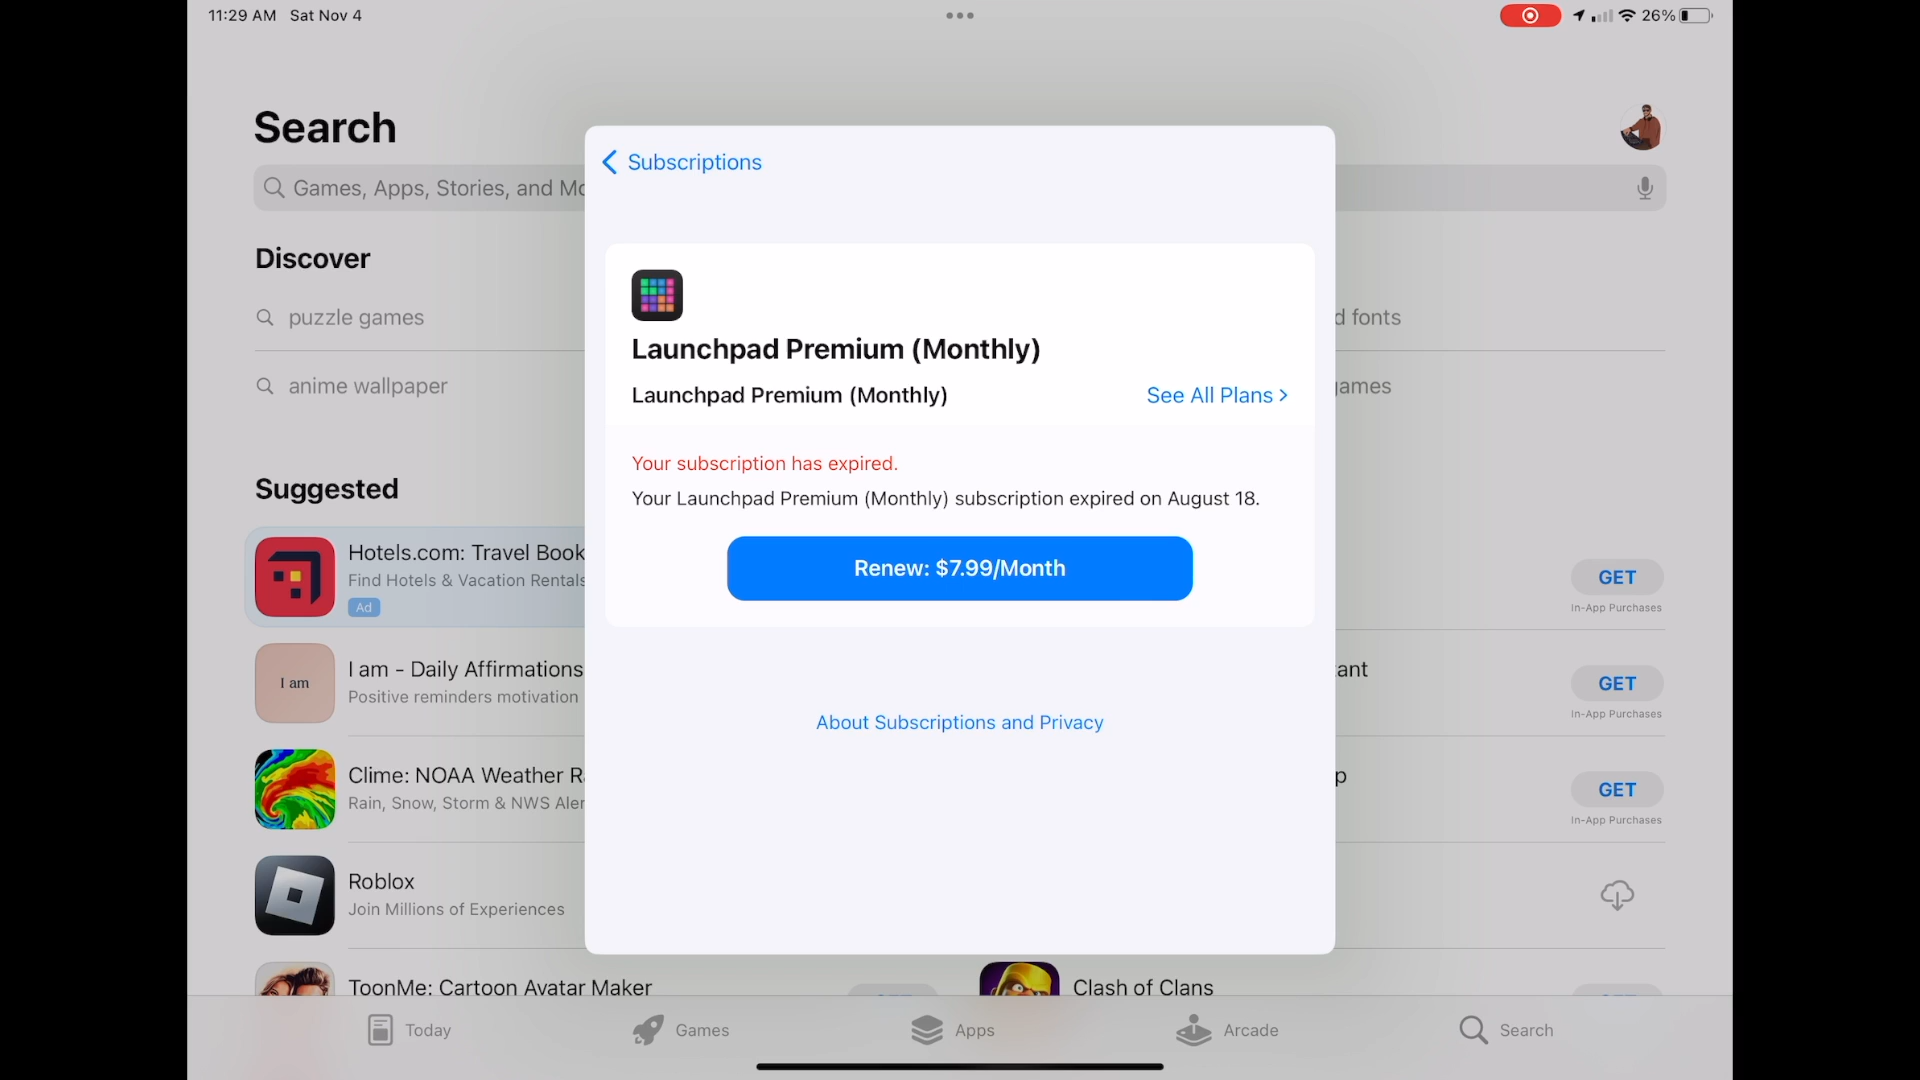 11:29 AM Sat Nov 4
26%
Search
Games, Apps, Stories, and Mo
Discover
puzzle games
d fonts
anime wallpaper
games
Suggested
Hotels.com: Travel Book
Find Hotels & Vacation Rentals
Ad
GET
In-App Purchases
I am
I am - Daily Affirmations
Positive reminders motivation
ant
GET
In-App Purchases
Clime: NOAA Weather Ra
Rain, Snow, Storm & NWS Aler
p
GET
In-App Purchases
Roblox
Join Millions of Experiences
ToonMe: Cartoon Avatar Maker
Clash of Clans
Subscriptions
Launchpad Premium (Monthly)
Launchpad Premium (Monthly)
See All Plans
Your subscription has expired.
Your Launchpad Premium (Monthly) subscription expired on August 18.
Renew: $7.99/Month
About Subscriptions and Privacy
Today
Games
Apps
Arcade
Search